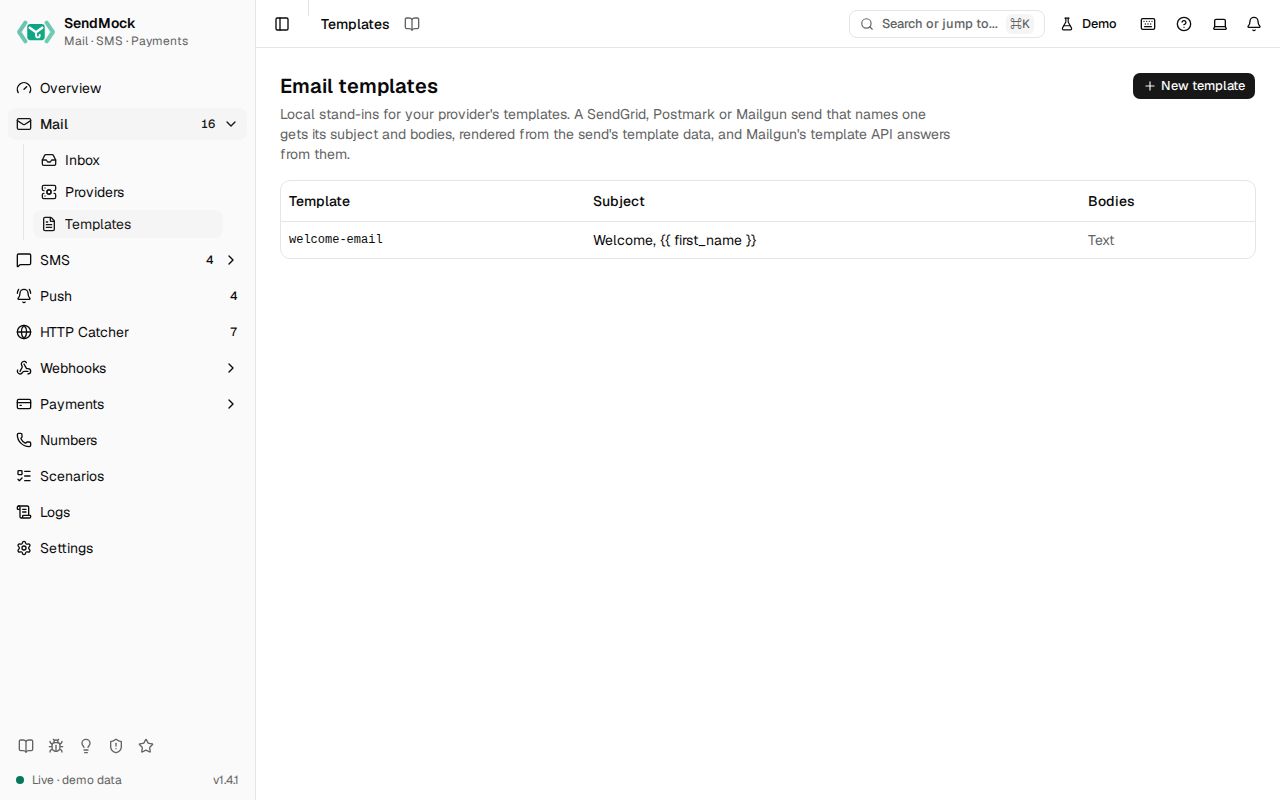 SendMock
Mail · SMS · Payments
Overview
Mail 16
Inbox
Providers
Templates
SMS 4
Push 4
HTTP Catcher 7
Webhooks
Payments
Numbers
Scenarios
Logs
Settings
Live · demo data v1.4.1
Templates
Search or jump to... ⌘K
Demo
Email templates
New template
Local stand-ins for your provider's templates. A SendGrid, Postmark or Mailgun send that names one
gets its subject and bodies, rendered from the send's template data, and Mailgun's template API answers
from them.
Template Subject Bodies
welcome-email Welcome, {{ first_name }} Text